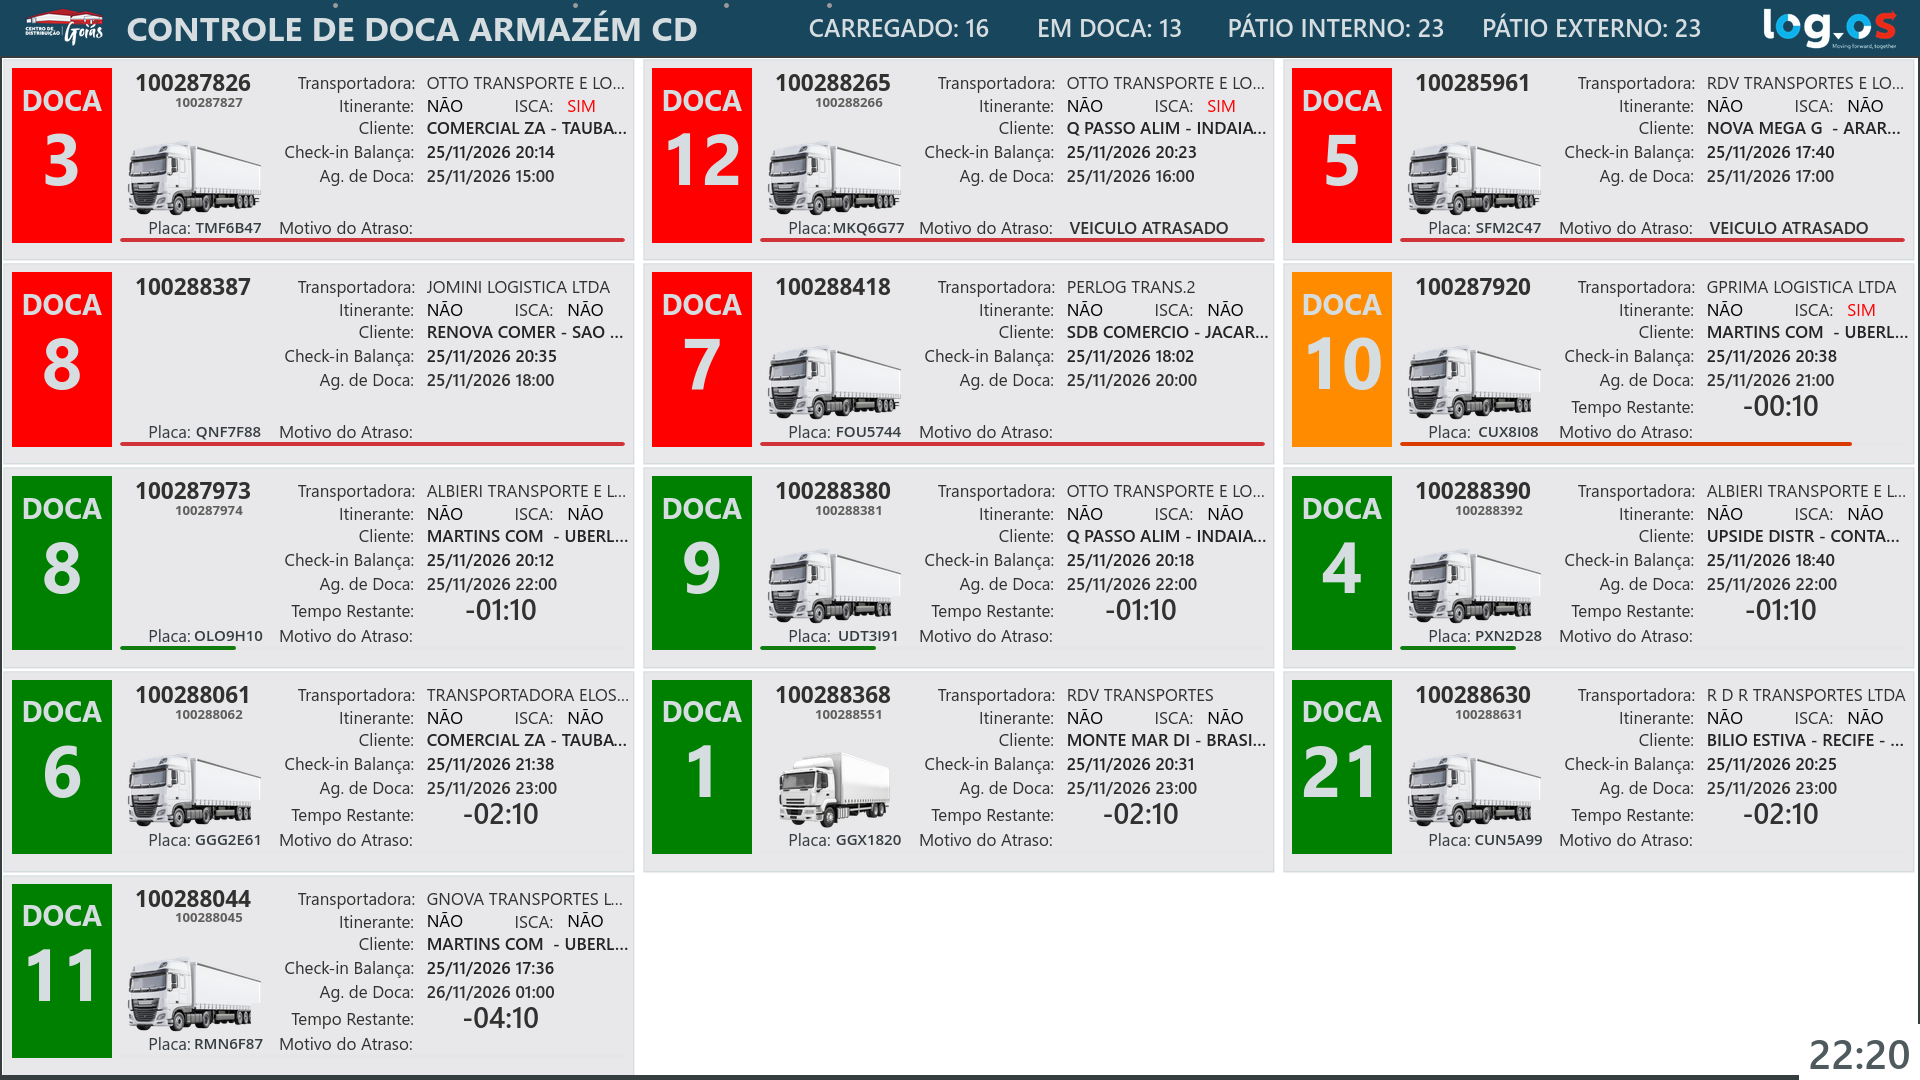 CENTRO DE DISTRIBUIÇÃO Goiás
CONTROLE DE DOCA ARMAZÉM CD
CARREGADO: 16
EM DOCA: 13
PÁTIO INTERNO: 23
PÁTIO EXTERNO: 23
log.os
Moving forward, together
DOCA
3
100287826
100287827
Transportadora: OTTO TRANSPORTE E LO...
Itinerante: NÃO ISCA: SIM
Cliente: COMERCIAL ZA - TAUBA...
Check-in Balança: 25/11/2026 20:14
Ag. de Doca: 25/11/2026 15:00
Placa: TMF6B47 Motivo do Atraso:
DOCA
12
100288265
100288266
Transportadora: OTTO TRANSPORTE E LO...
Itinerante: NÃO ISCA: SIM
Cliente: Q PASSO ALIM - INDAIA...
Check-in Balança: 25/11/2026 20:23
Ag. de Doca: 25/11/2026 16:00
Placa: MKQ6G77 Motivo do Atraso: VEICULO ATRASADO
DOCA
5
100285961
Transportadora: RDV TRANSPORTES E LO...
Itinerante: NÃO ISCA: NÃO
Cliente: NOVA MEGA G - ARAR...
Check-in Balança: 25/11/2026 17:40
Ag. de Doca: 25/11/2026 17:00
Placa: SFM2C47 Motivo do Atraso: VEICULO ATRASADO
DOCA
8
100288387
Transportadora: JOMINI LOGISTICA LTDA
Itinerante: NÃO ISCA: NÃO
Cliente: RENOVA COMER - SAO ...
Check-in Balança: 25/11/2026 20:35
Ag. de Doca: 25/11/2026 18:00
Placa: QNF7F88 Motivo do Atraso:
DOCA
7
100288418
Transportadora: PERLOG TRANS.2
Itinerante: NÃO ISCA: NÃO
Cliente: SDB COMERCIO - JACAR...
Check-in Balança: 25/11/2026 18:02
Ag. de Doca: 25/11/2026 20:00
Placa: FOU5744 Motivo do Atraso:
DOCA
10
100287920
Transportadora: GPRIMA LOGISTICA LTDA
Itinerante: NÃO ISCA: SIM
Cliente: MARTINS COM - UBERL...
Check-in Balança: 25/11/2026 20:38
Ag. de Doca: 25/11/2026 21:00
Tempo Restante: -00:10
Placa: CUX8I08 Motivo do Atraso:
DOCA
8
100287973
100287974
Transportadora: ALBIERI TRANSPORTE E L...
Itinerante: NÃO ISCA: NÃO
Cliente: MARTINS COM - UBERL...
Check-in Balança: 25/11/2026 20:12
Ag. de Doca: 25/11/2026 22:00
Tempo Restante: -01:10
Placa: OLO9H10 Motivo do Atraso:
DOCA
9
100288380
100288381
Transportadora: OTTO TRANSPORTE E LO...
Itinerante: NÃO ISCA: NÃO
Cliente: Q PASSO ALIM - INDAIA...
Check-in Balança: 25/11/2026 20:18
Ag. de Doca: 25/11/2026 22:00
Tempo Restante: -01:10
Placa: UDT3I91 Motivo do Atraso:
DOCA
4
100288390
100288392
Transportadora: ALBIERI TRANSPORTE E L...
Itinerante: NÃO ISCA: NÃO
Cliente: UPSIDE DISTR - CONTA...
Check-in Balança: 25/11/2026 18:40
Ag. de Doca: 25/11/2026 22:00
Tempo Restante: -01:10
Placa: PXN2D28 Motivo do Atraso:
DOCA
6
100288061
100288062
Transportadora: TRANSPORTADORA ELOS...
Itinerante: NÃO ISCA: NÃO
Cliente: COMERCIAL ZA - TAUBA...
Check-in Balança: 25/11/2026 21:38
Ag. de Doca: 25/11/2026 23:00
Tempo Restante: -02:10
Placa: GGG2E61 Motivo do Atraso:
DOCA
1
100288368
100288551
Transportadora: RDV TRANSPORTES
Itinerante: NÃO ISCA: NÃO
Cliente: MONTE MAR DI - BRASI...
Check-in Balança: 25/11/2026 20:31
Ag. de Doca: 25/11/2026 23:00
Tempo Restante: -02:10
Placa: GGX1820 Motivo do Atraso:
DOCA
21
100288630
100288631
Transportadora: R D R TRANSPORTES LTDA
Itinerante: NÃO ISCA: NÃO
Cliente: BILIO ESTIVA - RECIFE - ...
Check-in Balança: 25/11/2026 20:25
Ag. de Doca: 25/11/2026 23:00
Tempo Restante: -02:10
Placa: CUN5A99 Motivo do Atraso:
DOCA
11
100288044
100288045
Transportadora: GNOVA TRANSPORTES L...
Itinerante: NÃO ISCA: NÃO
Cliente: MARTINS COM - UBERL...
Check-in Balança: 25/11/2026 17:36
Ag. de Doca: 26/11/2026 01:00
Tempo Restante: -04:10
Placa: RMN6F87 Motivo do Atraso:
22:20